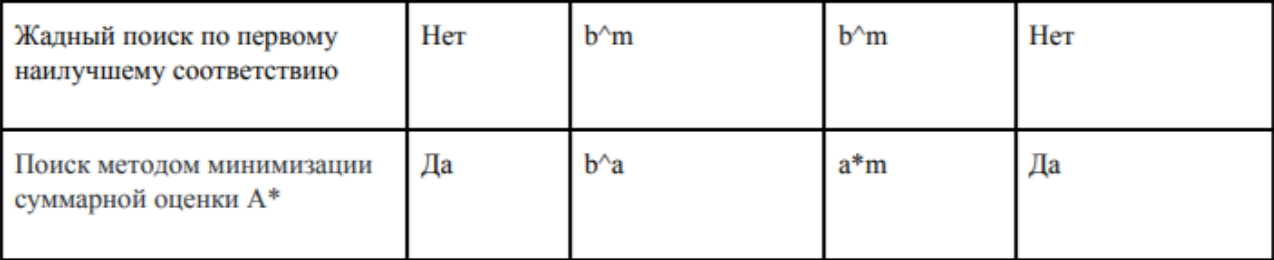 Жадный поиск по первому
наилучшему соответствию
Нет
b^m
b^m
Нет
Поиск методом минимизации
суммарной оценки A*
Да
b^a
a*m
Да